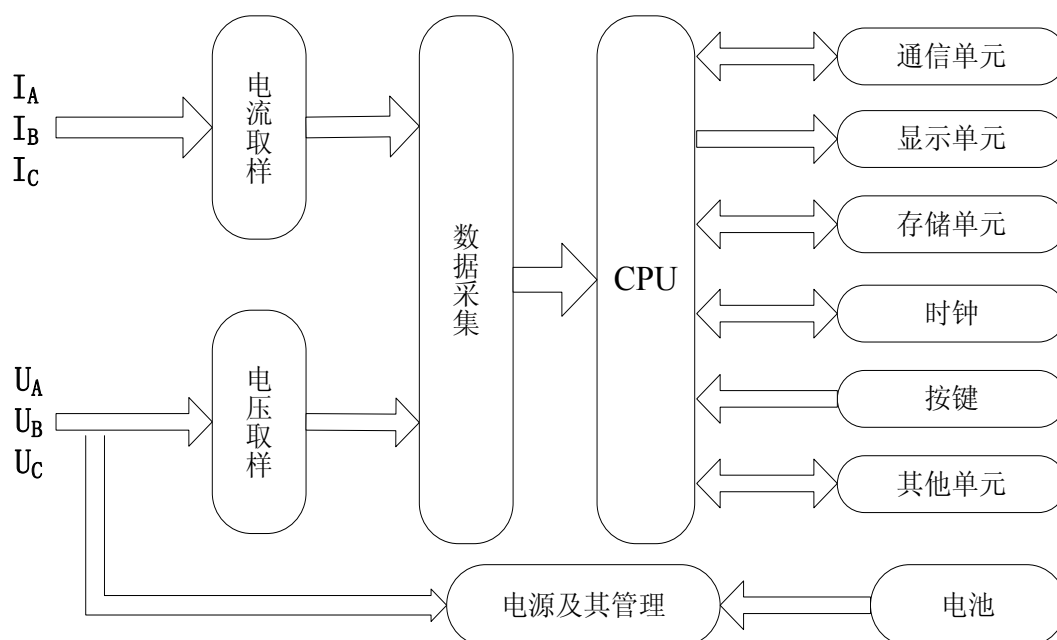 I_A
I_B
I_C
电流取样
U_A
U_B
U_C
电压取样
数据采集
CPU
通信单元
显示单元
存储单元
时钟
按键
其他单元
电源及其管理
电池